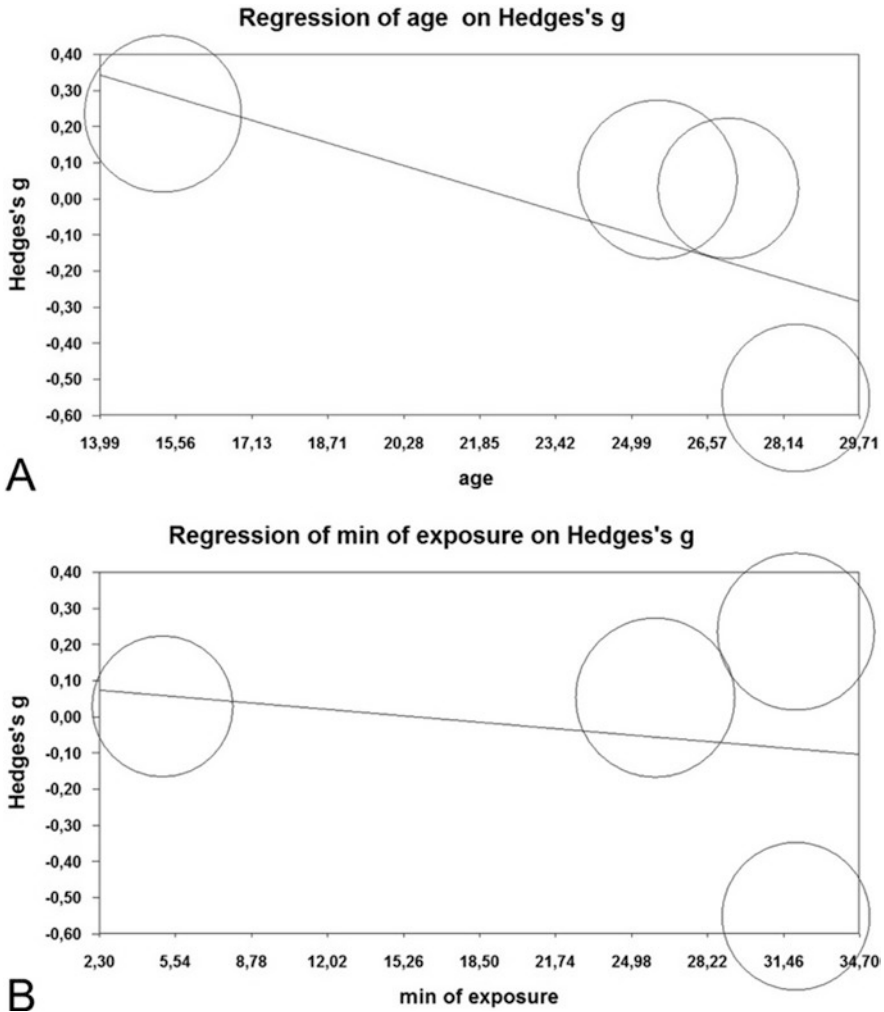 Regression of age on Hedges's g
0,40
0,30
0,20
0,10
0,00
-0,10
-0,20
-0,30
-0,40
-0,50
-0,60
Hedges's g
13,99 15,56 17,13 18,71 20,28 21,85 23,42 24,99 26,57 28,14 29,71
age
A
Regression of min of exposure on Hedges's g
0,40
0,30
0,20
0,10
0,00
-0,10
-0,20
-0,30
-0,40
-0,50
-0,60
Hedges's g
2,30 5,54 8,78 12,02 15,26 18,50 21,74 24,98 28,22 31,46 34,70
min of exposure
B